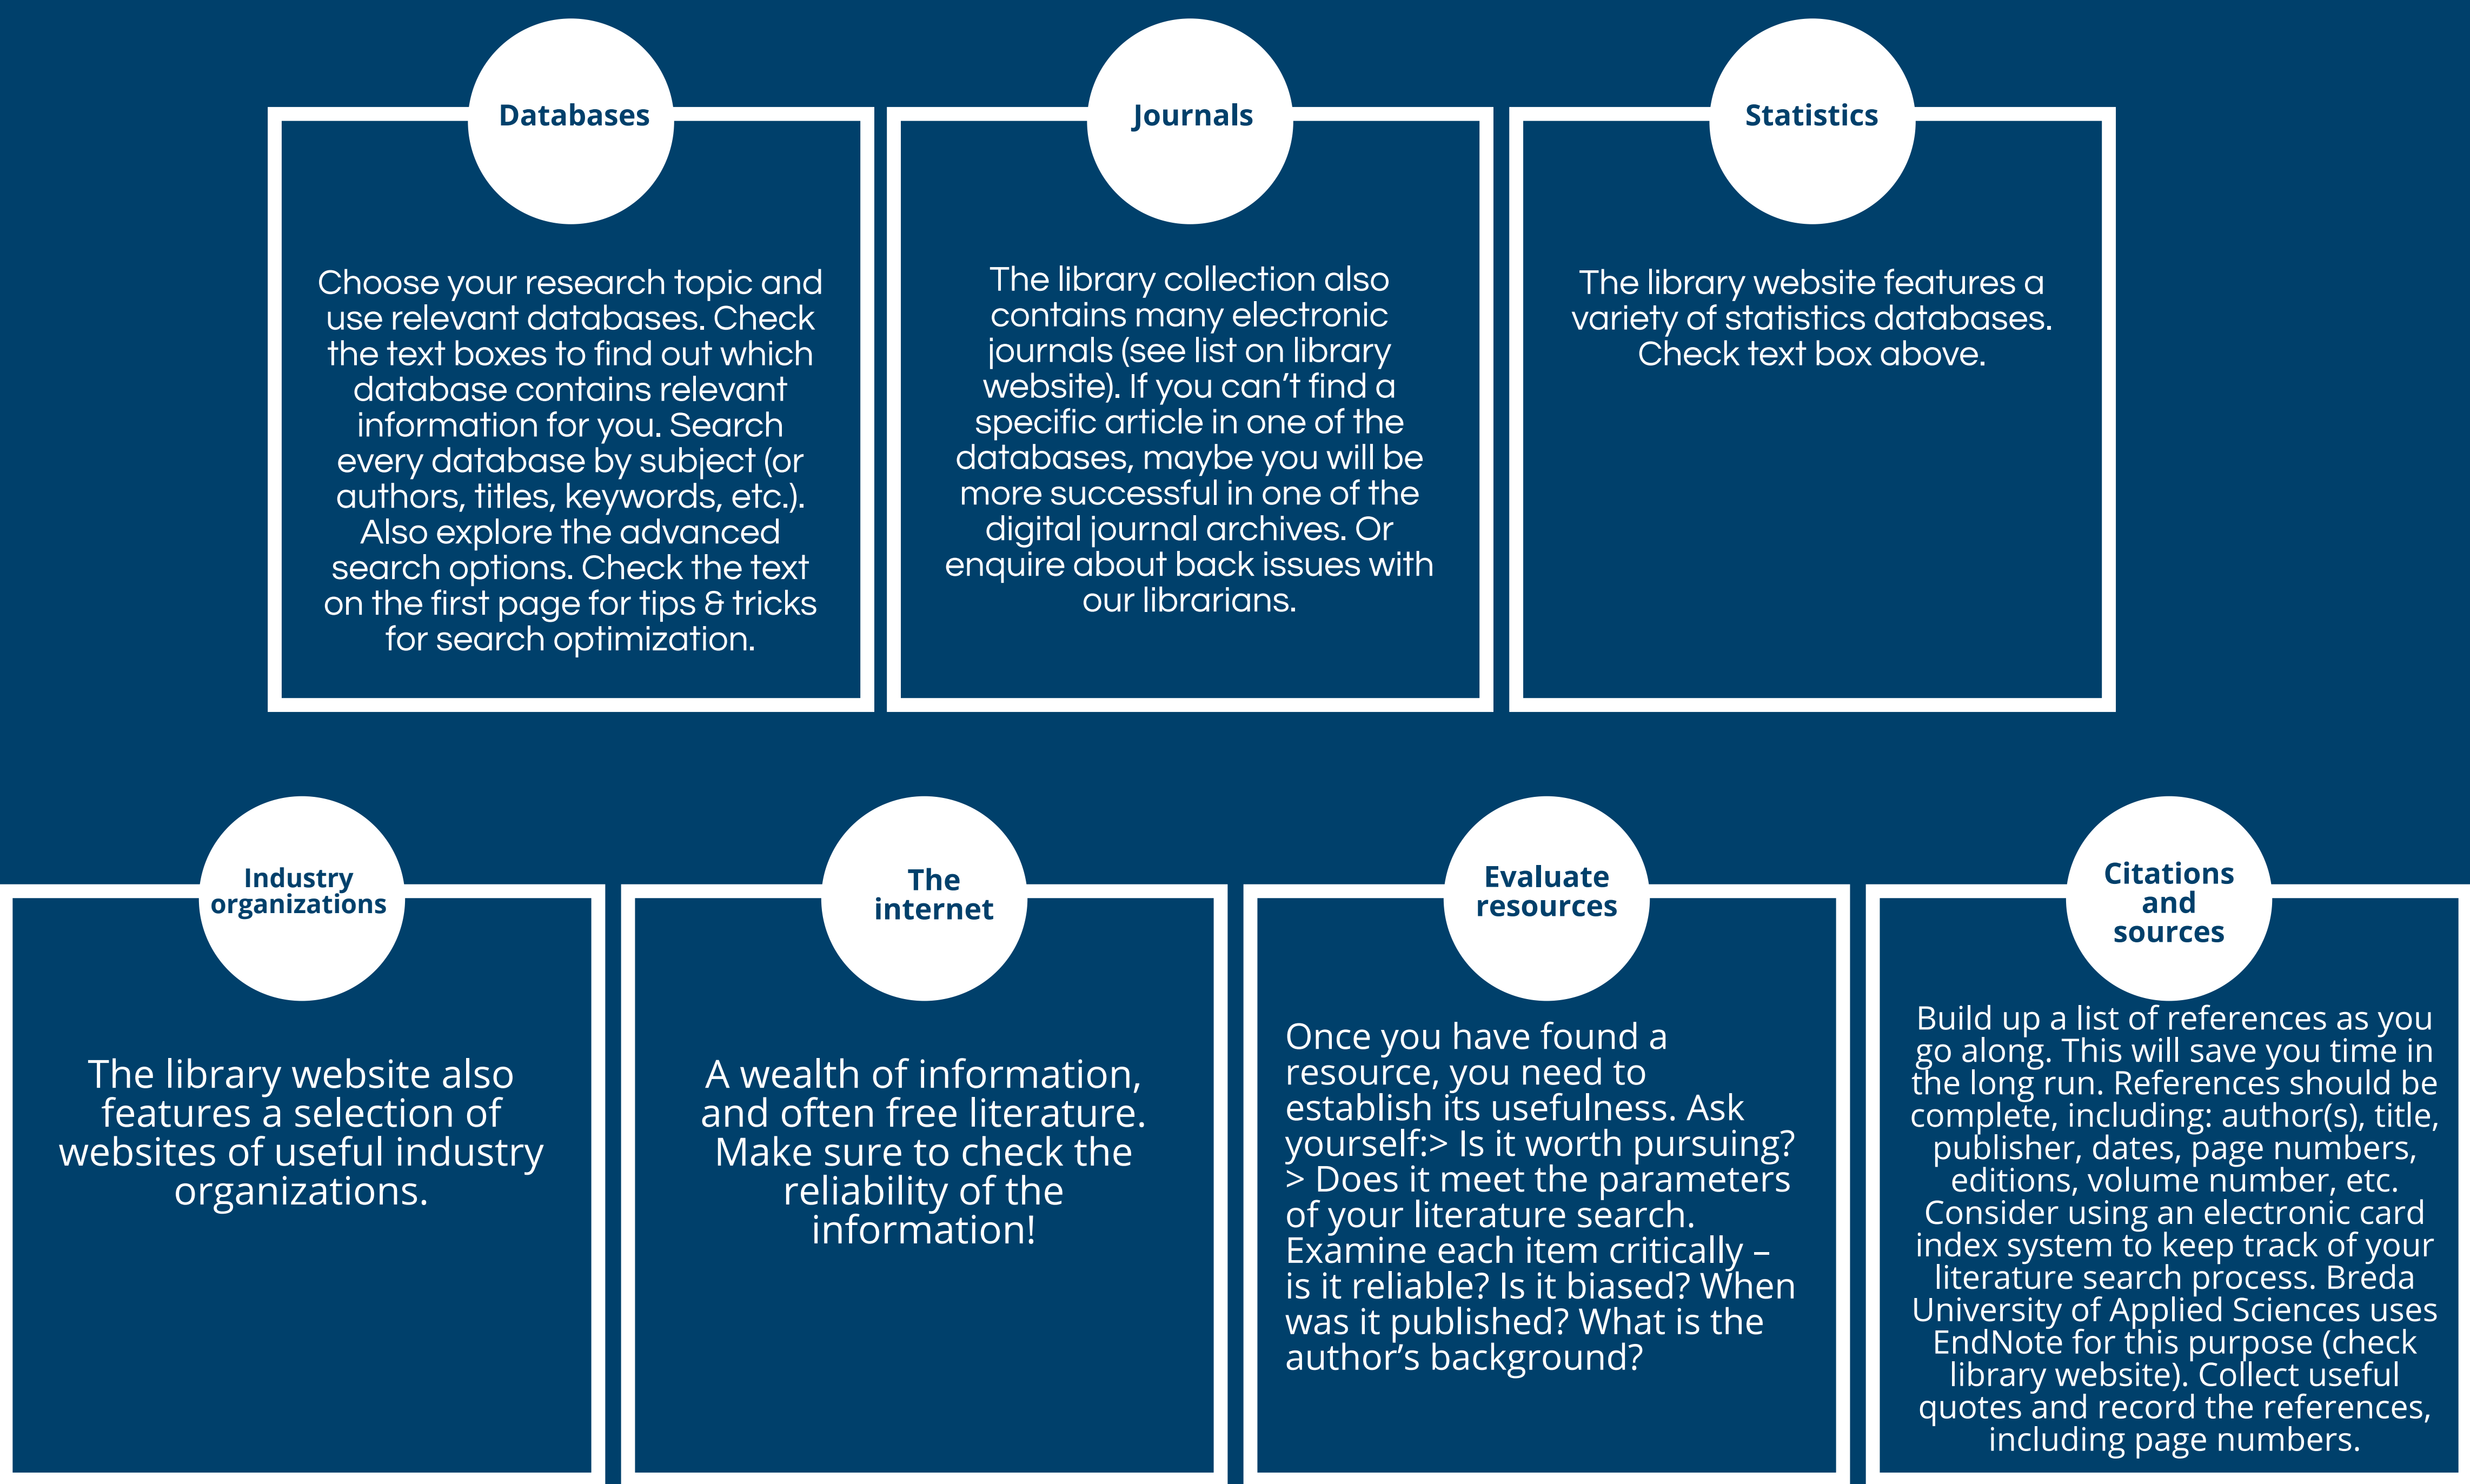 Databases
Choose your research topic and
use relevant databases. Check
the text boxes to find out which
database contains relevant
information for you. Search
every database by subject (or
authors, titles, keywords, etc.).
Also explore the advanced
search options. Check the text
on the first page for tips & tricks
for search optimization.
Journals
The library collection also
contains many electronic
journals (see list on library
website). If you can’t find a
specific article in one of the
databases, maybe you will be
more successful in one of the
digital journal archives. Or
enquire about back issues with
our librarians.
Statistics
The library website features a
variety of statistics databases.
Check text box above.
Industry
organizations
The library website also
features a selection of
websites of useful industry
organizations.
The
internet
A wealth of information,
and often free literature.
Make sure to check the
reliability of the
information!
Evaluate
resources
Once you have found a
resource, you need to
establish its usefulness. Ask
yourself:> Is it worth pursuing?
> Does it meet the parameters
of your literature search.
Examine each item critically –
is it reliable? Is it biased? When
was it published? What is the
author’s background?
Citations
and
sources
Build up a list of references as you
go along. This will save you time in
the long run. References should be
complete, including: author(s), title,
publisher, dates, page numbers,
editions, volume number, etc.
Consider using an electronic card
index system to keep track of your
literature search process. Breda
University of Applied Sciences uses
EndNote for this purpose (check
library website). Collect useful
quotes and record the references,
including page numbers.